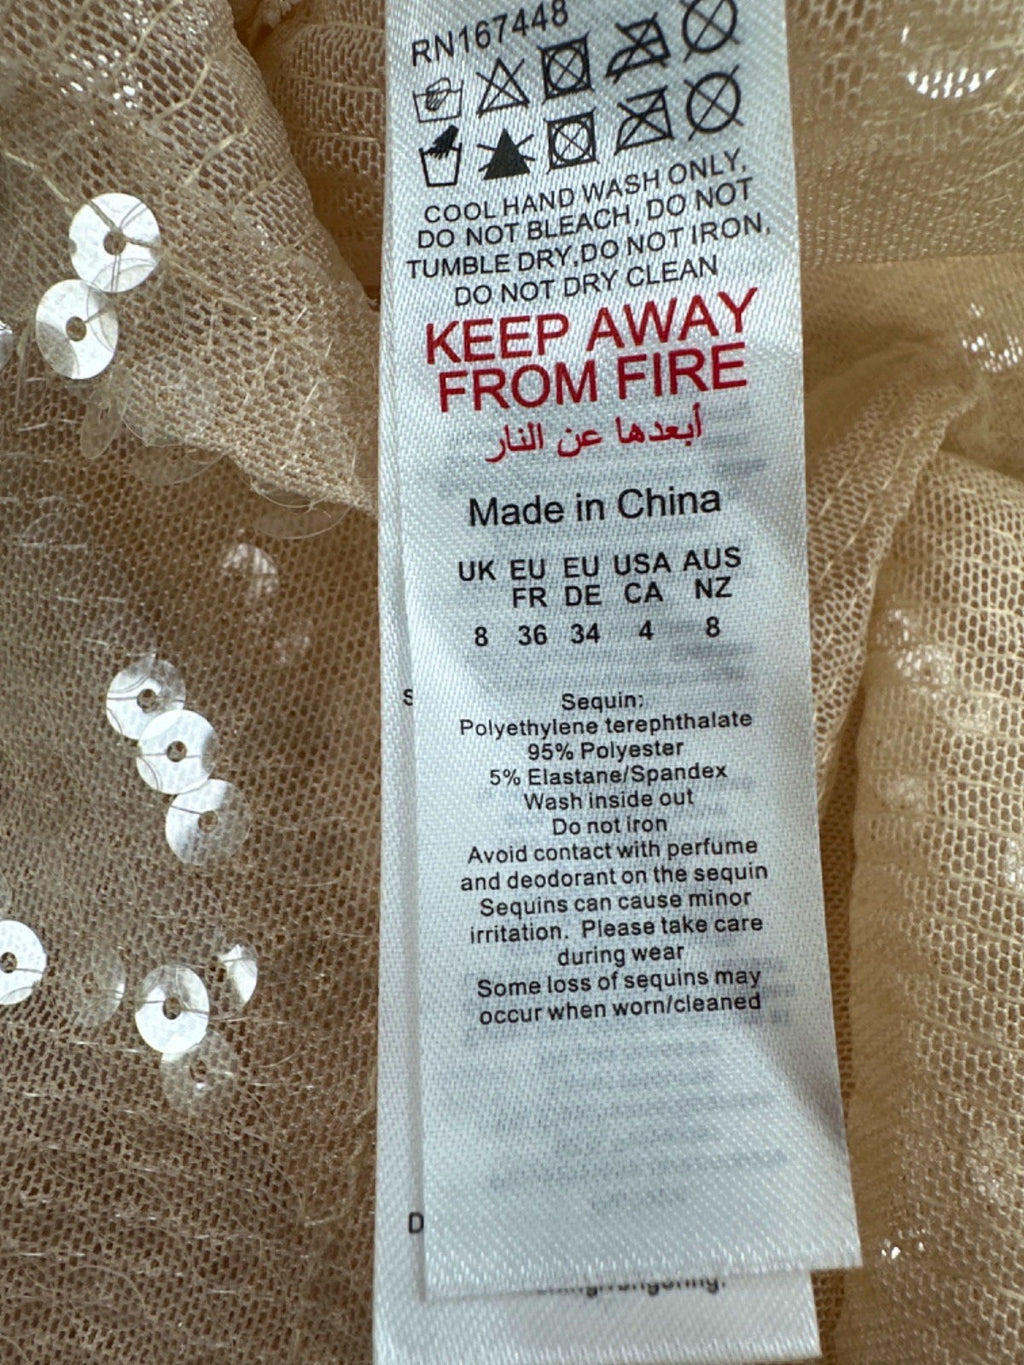 RN167448
COOL HAND WASH ONLY,
DO NOT BLEACH, DO NOT
TUMBLE DRY,DO NOT IRON,
DO NOT DRY CLEAN
KEEP AWAY
FROM FIRE
أبعدها عن النار
Made in China
UK EU EU USA AUS
FR DE CA NZ
8 36 34 4 8
Sequin:
Polyethylene terephthalate
95% Polyester
5% Elastane/Spandex
Wash inside out
Do not iron
Avoid contact with perfume
and deodorant on the sequin
Sequins can cause minor
irritation. Please take care
during wear
Some loss of sequins may
occur when worn/cleaned
S
D